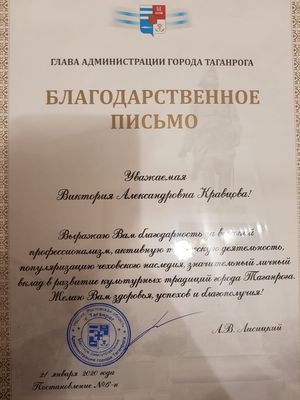 ГЛАВА АДМИНИСТРАЦИИ ГОРОДА ТАГАНРОГА
БЛАГОДАРСТВЕННОЕ
ПИСЬМО
Уважаемая
Виктория Александровна Кравцова!
Выражаю Вам благодарность за высокий
профессионализм, активную творческую деятельность,
популяризацию чеховского наследия, значительный личный
вклад в развитие культурных традиций города Таганрога.
Желаю Вам здоровья, успехов и благополучия!
А.В. Лисицкий
21 января 2020 года
Постановление №6-н